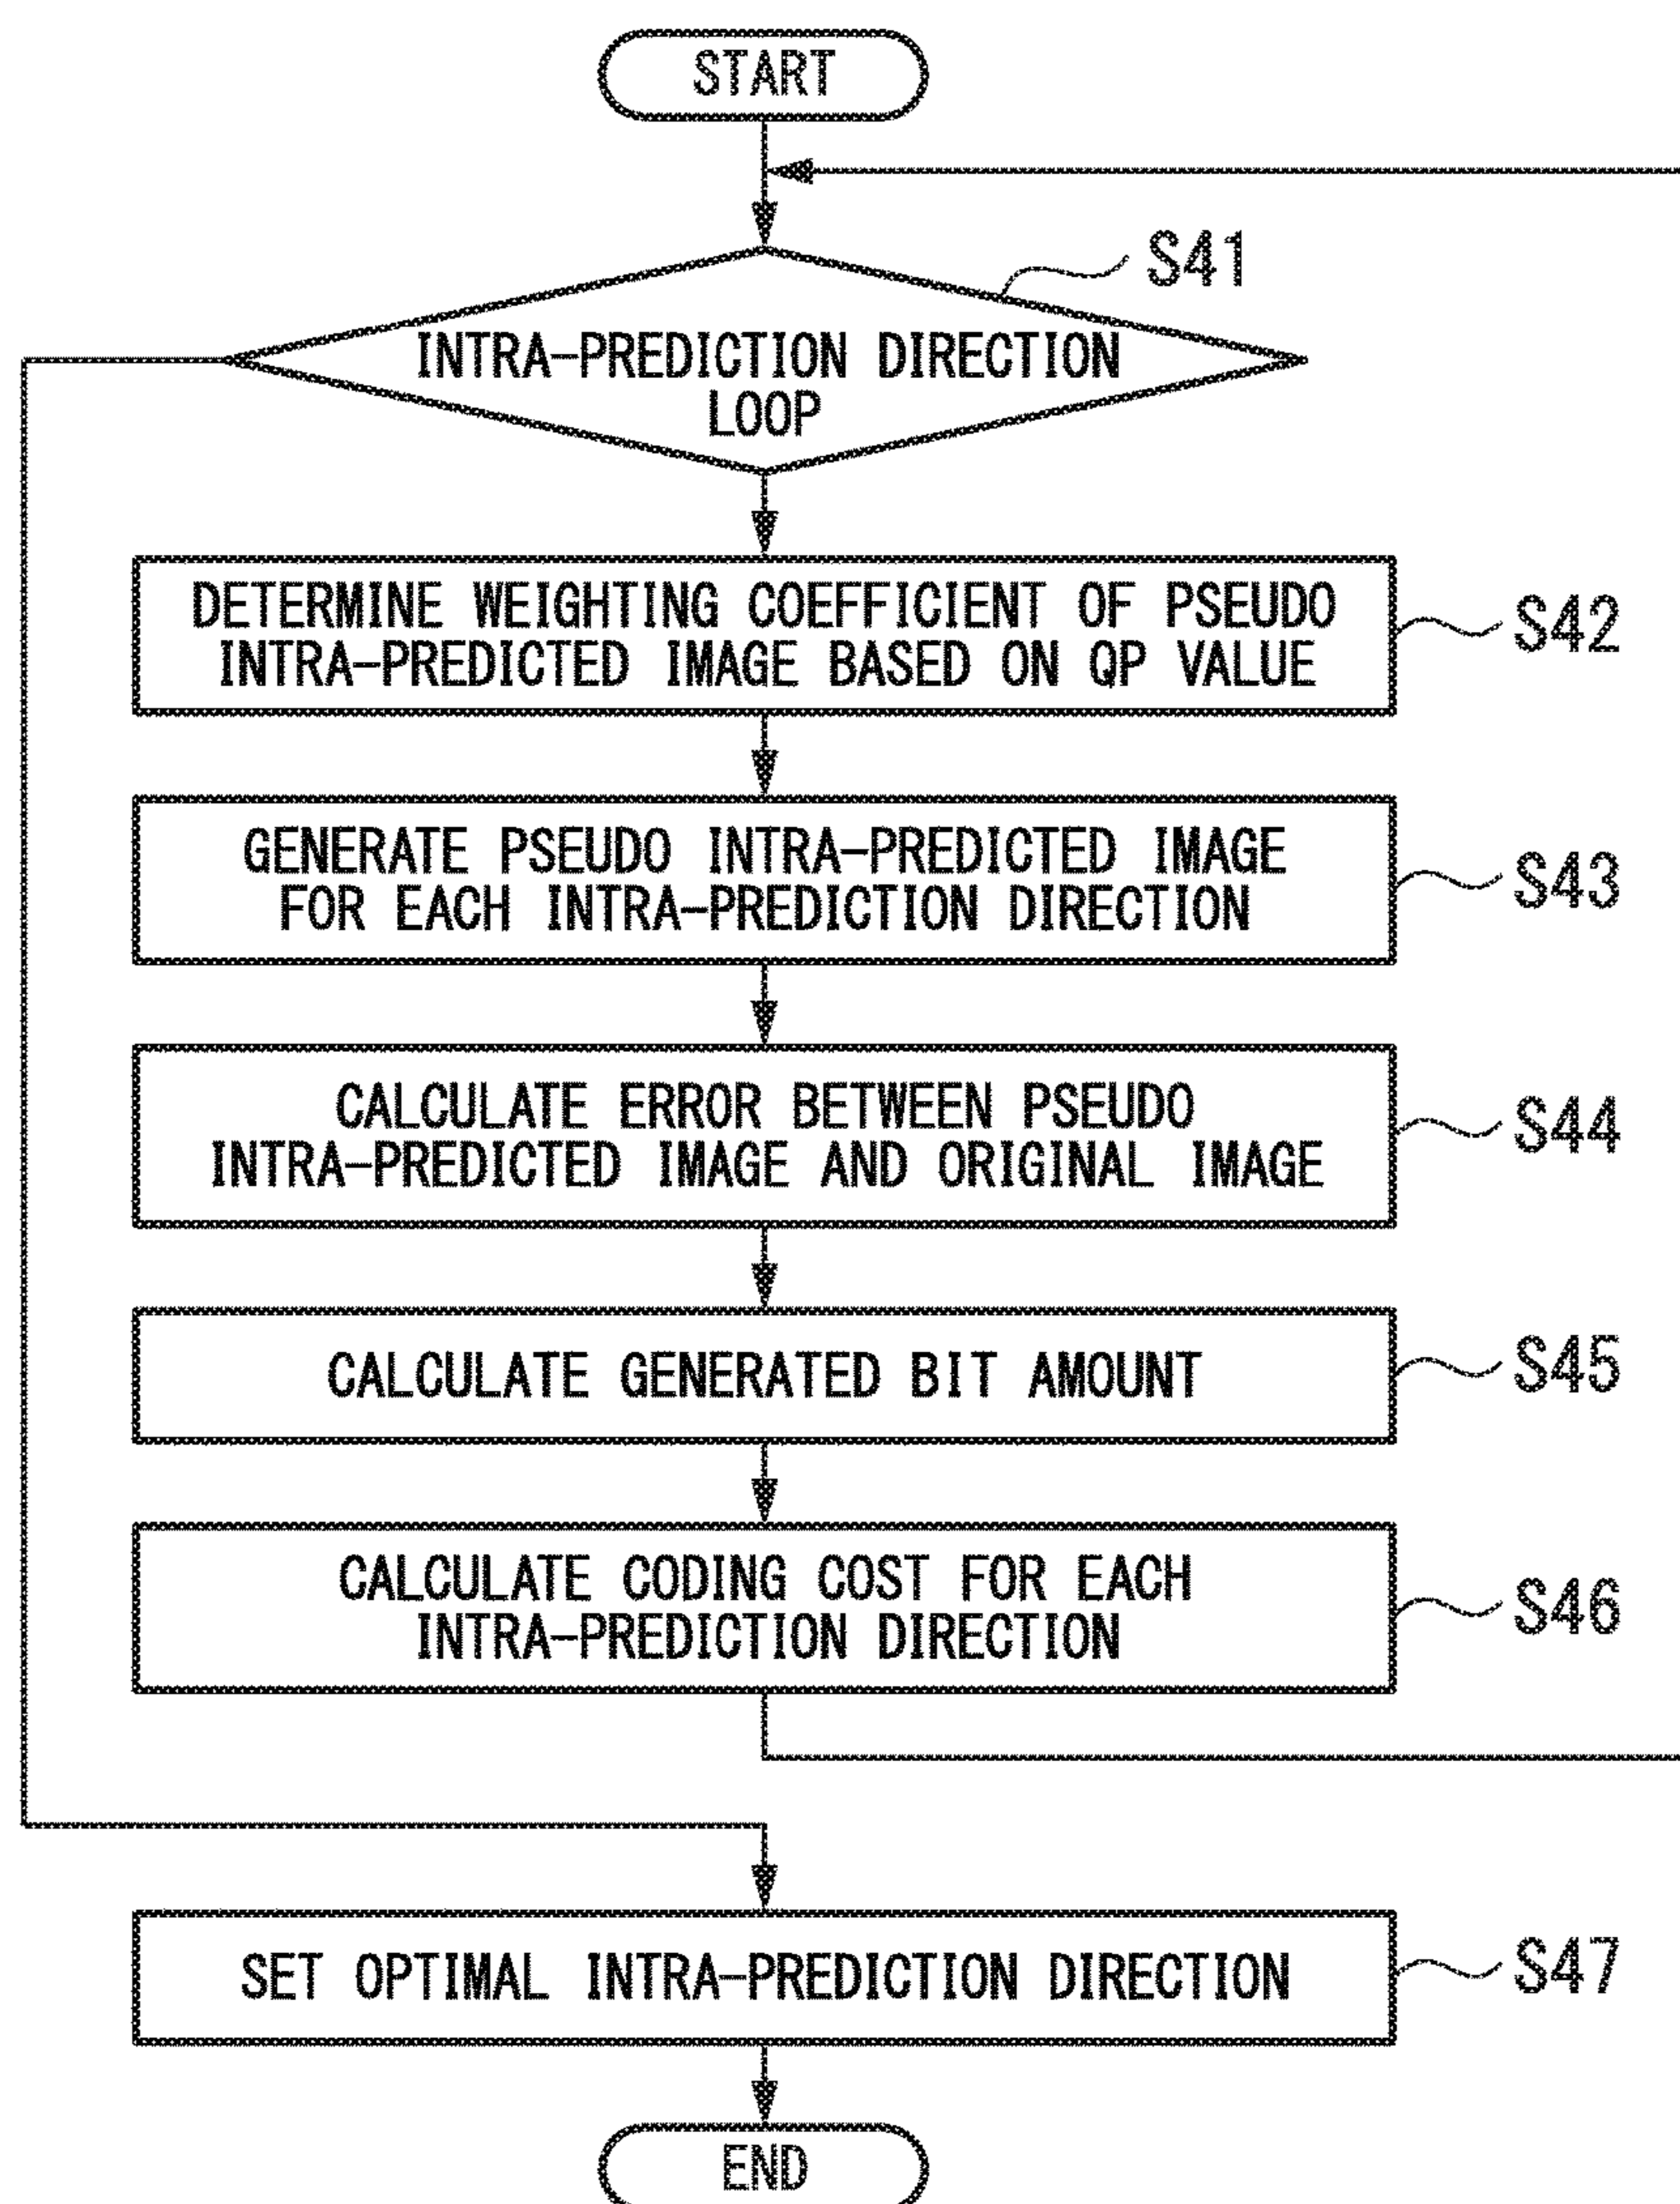 START
S41
INTRA-PREDICTION DIRECTION
LOOP
DETERMINE WEIGHTING COEFFICIENT OF PSEUDO
INTRA-PREDICTED IMAGE BASED ON QP VALUE
S42
GENERATE PSEUDO INTRA-PREDICTED IMAGE
FOR EACH INTRA-PREDICTION DIRECTION
S43
CALCULATE ERROR BETWEEN PSEUDO
INTRA-PREDICTED IMAGE AND ORIGINAL IMAGE
S44
CALCULATE GENERATED BIT AMOUNT
S45
CALCULATE CODING COST FOR EACH
INTRA-PREDICTION DIRECTION
S46
SET OPTIMAL INTRA-PREDICTION DIRECTION
S47
END